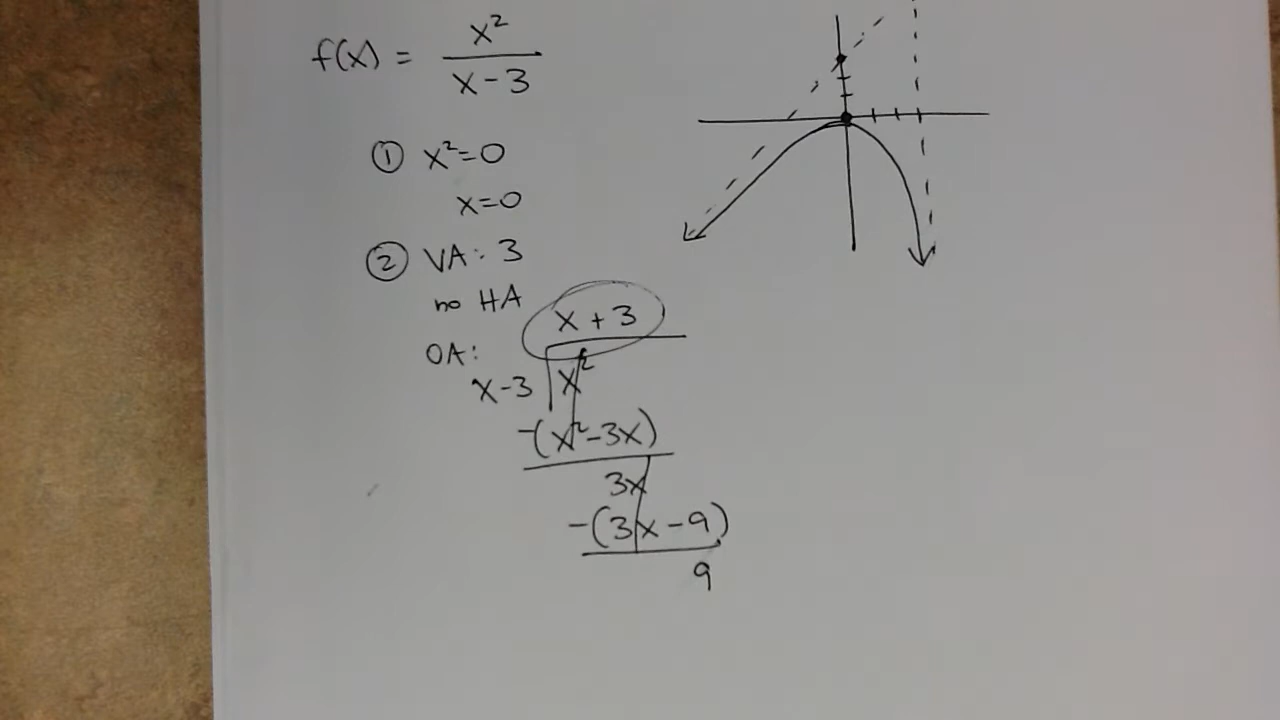 f(x) = x²
x - 3
① x²=0
x=0
② VA: 3
no HA
x + 3
OA:
x-3 x²
-(x²-3x)
3x
-(3x-9)
9